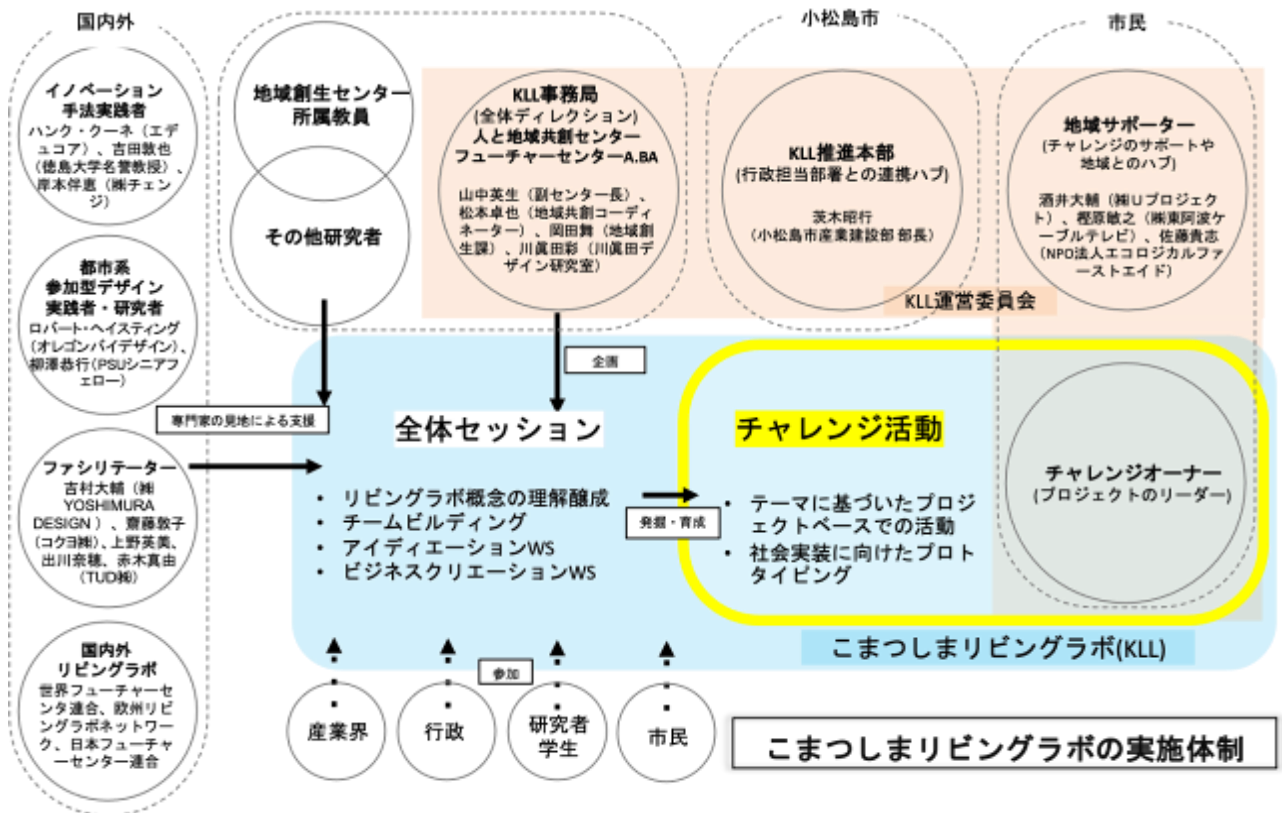 国内外
イノベーション
手法実践者
ハンク・クーネ（エデ
ュコア）、吉田敦也
（徳島大学名誉教授）、
岸本伴恵（㈱チェン
ジ）
都市系
参加型デザイン
実践者・研究者
ロバート・ヘイスティング
（オレゴンバイデザイン）、
柳澤恭行（PSUシニアフ
ェロー）
ファシリテーター
吉村大輔（㈱
YOSHIMURA
DESIGN ）、齋藤敦子
（コクヨ㈱）、上野英美、
出川奈穂、赤木真由
（TUD㈱）
国内外
リビングラボ
世界フューチャーセ
ンタ連合、欧州リビ
ングラボネットワー
ク、日本フューチャ
ーセンター連合
地域創生センター
所属教員
その他研究者
KLL事務局
（全体ディレクション）
人と地域共創センター
フューチャーセンターA.BA
山中英生（副センター長）、
松本卓也（地域共創コーディ
ネーター）、岡田舞（地域創
生課）、川眞田彩（川眞田デ
ザイン研究室）
小松島市
KLL推進本部
（行政担当部署との連携ハブ）
茨木昭行
（小松島市産業建設部 部長）
市民
地域サポーター
（チャレンジのサポートや
地域とのハブ）
酒井大輔（㈱Ｕプロジェク
ト）、樫原敏之（㈱東阿波ケ
ーブルテレビ）、佐藤貴志
（NPO法人エコロジカルファ
ーストエイド）
KLL運営委員会
企画
専門家の見地による支援
全体セッション
• リビングラボ概念の理解醸成
• チームビルディング
• アイディエーションWS
• ビジネスクリエーションWS
発掘・育成
チャレンジ活動
• テーマに基づいたプロジ
ェクトベースでの活動
• 社会実装に向けたプロト
タイピング
チャレンジオーナー
（プロジェクトのリーダー）
こまつしまリビングラボ(KLL)
参加
産業界
行政
研究者
学生
市民
こまつしまリビングラボの実施体制